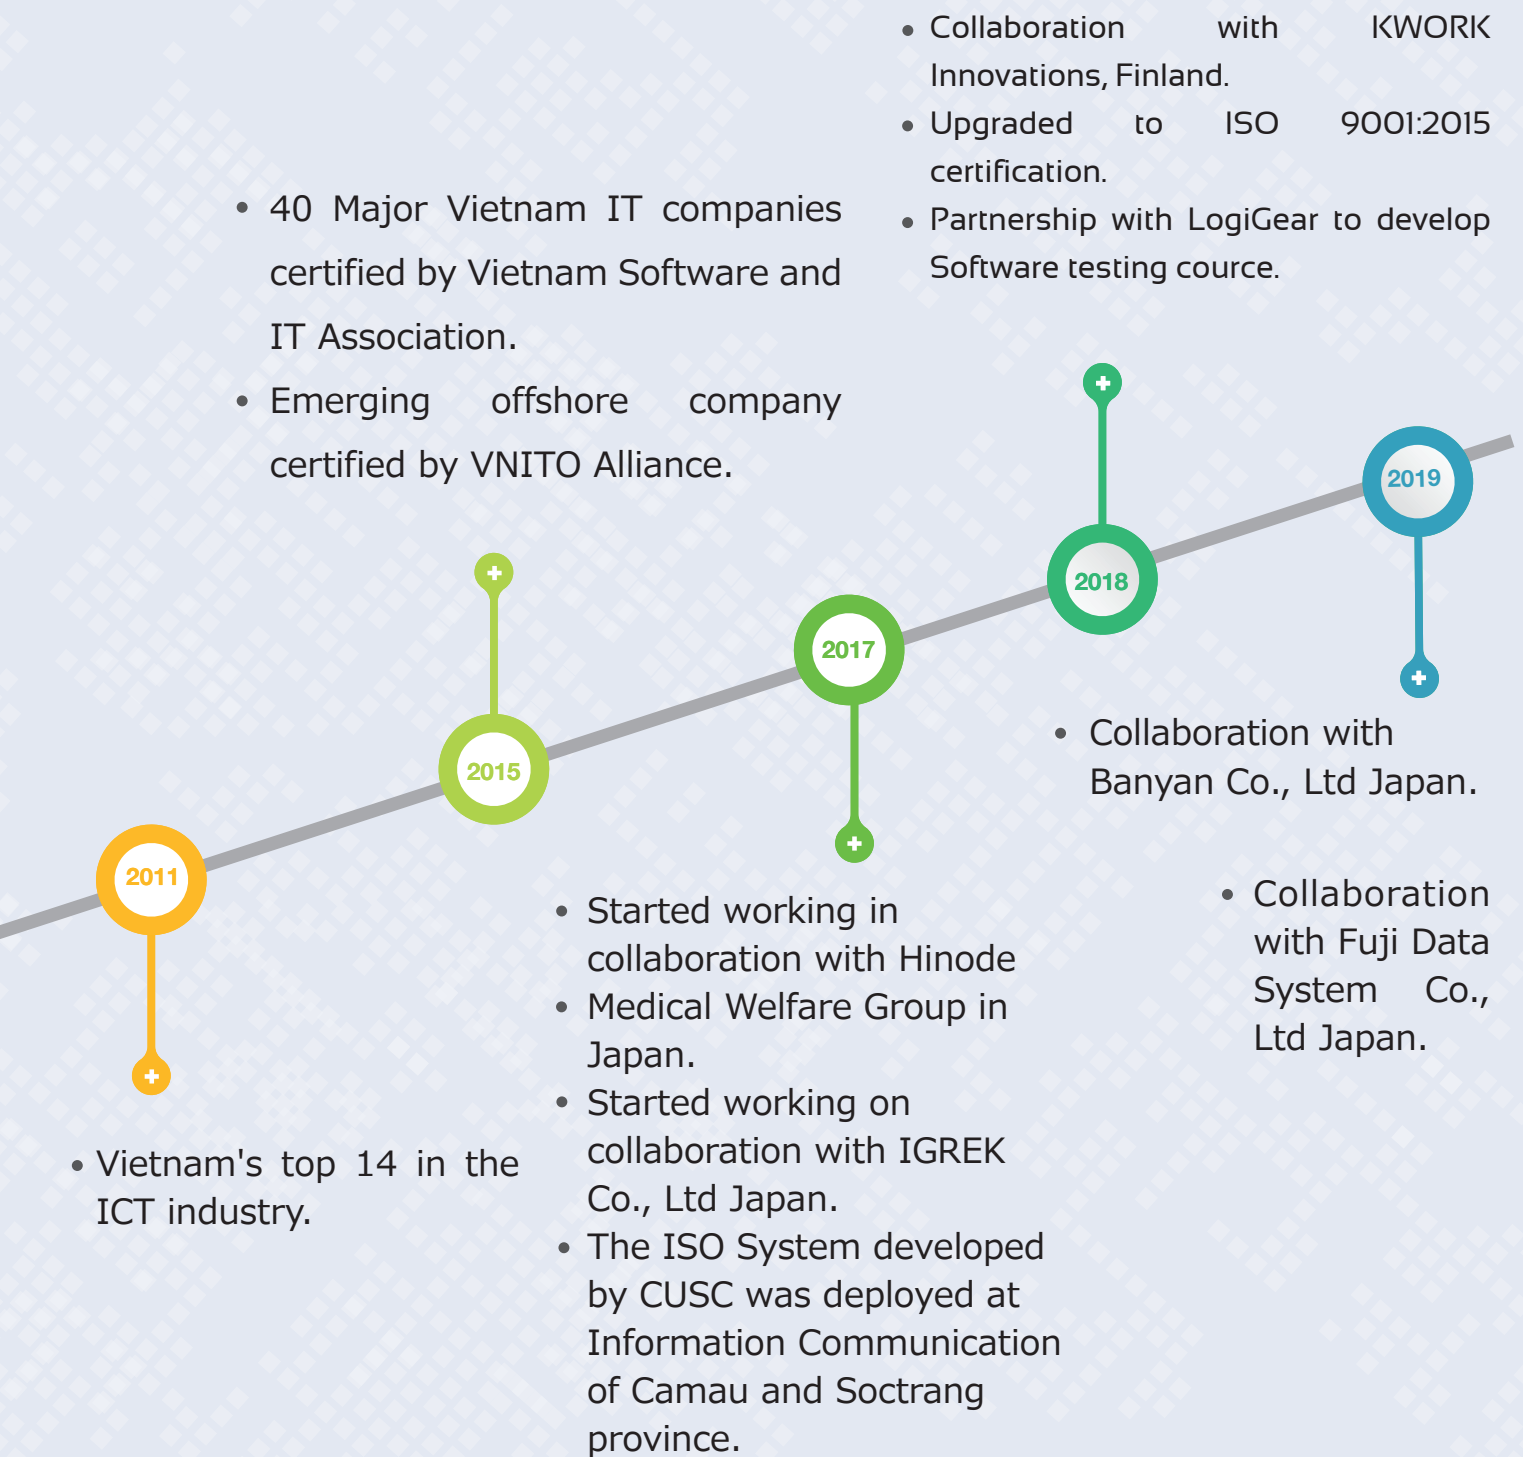 Collaboration with KWORK
Innovations, Finland.
Upgraded to ISO 9001:2015
certification.
Partnership with LogiGear to develop
Software testing cource.
40 Major Vietnam IT companies
certified by Vietnam Software and
IT Association.
Emerging offshore company
certified by VNITO Alliance.
2011
2015
2017
2018
2019
Vietnam's top 14 in the
ICT industry.
Started working in
collaboration with Hinode
Medical Welfare Group in
Japan.
Started working on
collaboration with IGREK
Co., Ltd Japan.
The ISO System developed
by CUSC was deployed at
Information Communication
of Camau and Soctrang
province.
Collaboration with
Banyan Co., Ltd Japan.
Collaboration
with Fuji Data
System Co.,
Ltd Japan.